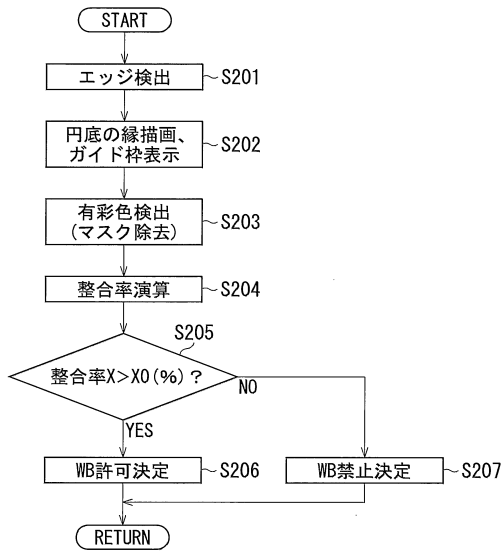 START
エッジ検出 S201
円底の縁描画、
ガイド枠表示 S202
有彩色検出
(マスク除去) S203
整合率演算 S204
S205
整合率X>X0(%)?
NO
YES
WB許可決定 S206
WB禁止決定 S207
RETURN